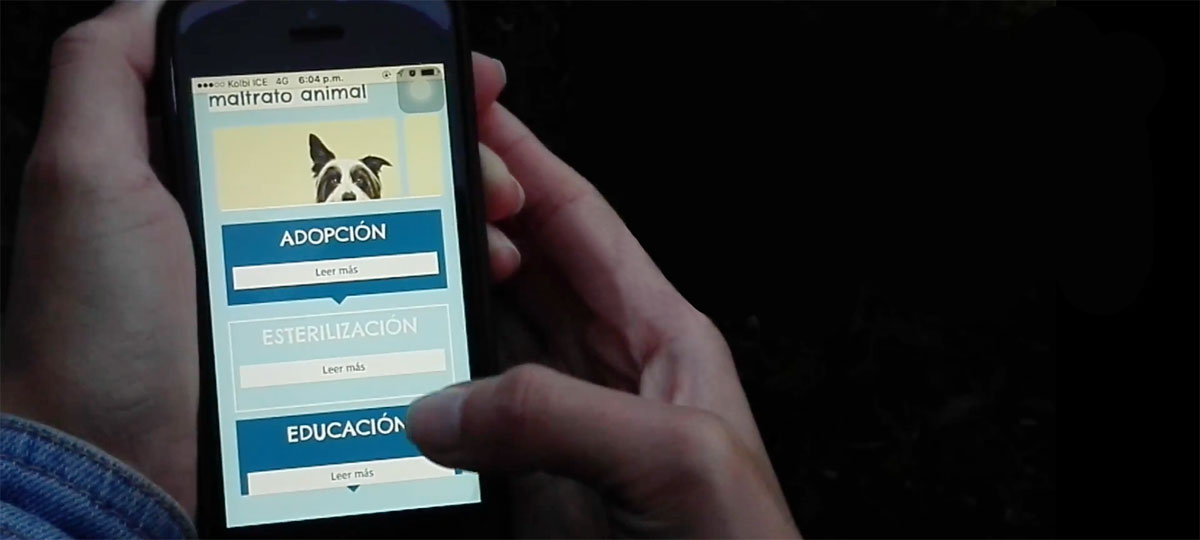 Kolbi ICE 4G 6:04 p.m.
maltrato animal
ADOPCIÓN
Leer más
ESTERILIZACIÓN
Leer más
EDUCACIÓN
Leer más